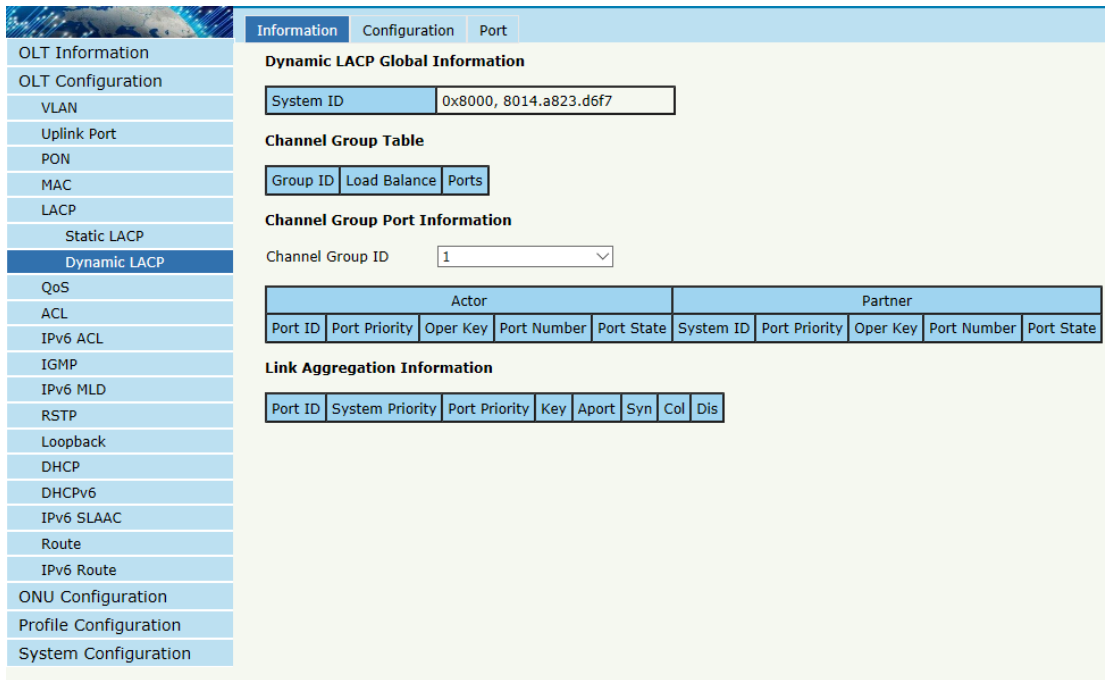 Information Configuration Port
OLT Information
OLT Configuration
VLAN
Uplink Port
PON
MAC
LACP
Static LACP
Dynamic LACP
QoS
ACL
IPv6 ACL
IGMP
IPv6 MLD
RSTP
Loopback
DHCP
DHCPv6
IPv6 SLAAC
Route
IPv6 Route
ONU Configuration
Profile Configuration
System Configuration
Dynamic LACP Global Information
System ID 0x8000, 8014.a823.d6f7
Channel Group Table
Group ID Load Balance Ports
Channel Group Port Information
Channel Group ID 1
Actor Partner
Port ID Port Priority Oper Key Port Number Port State System ID Port Priority Oper Key Port Number Port State
Link Aggregation Information
Port ID System Priority Port Priority Key Aport Syn Col Dis